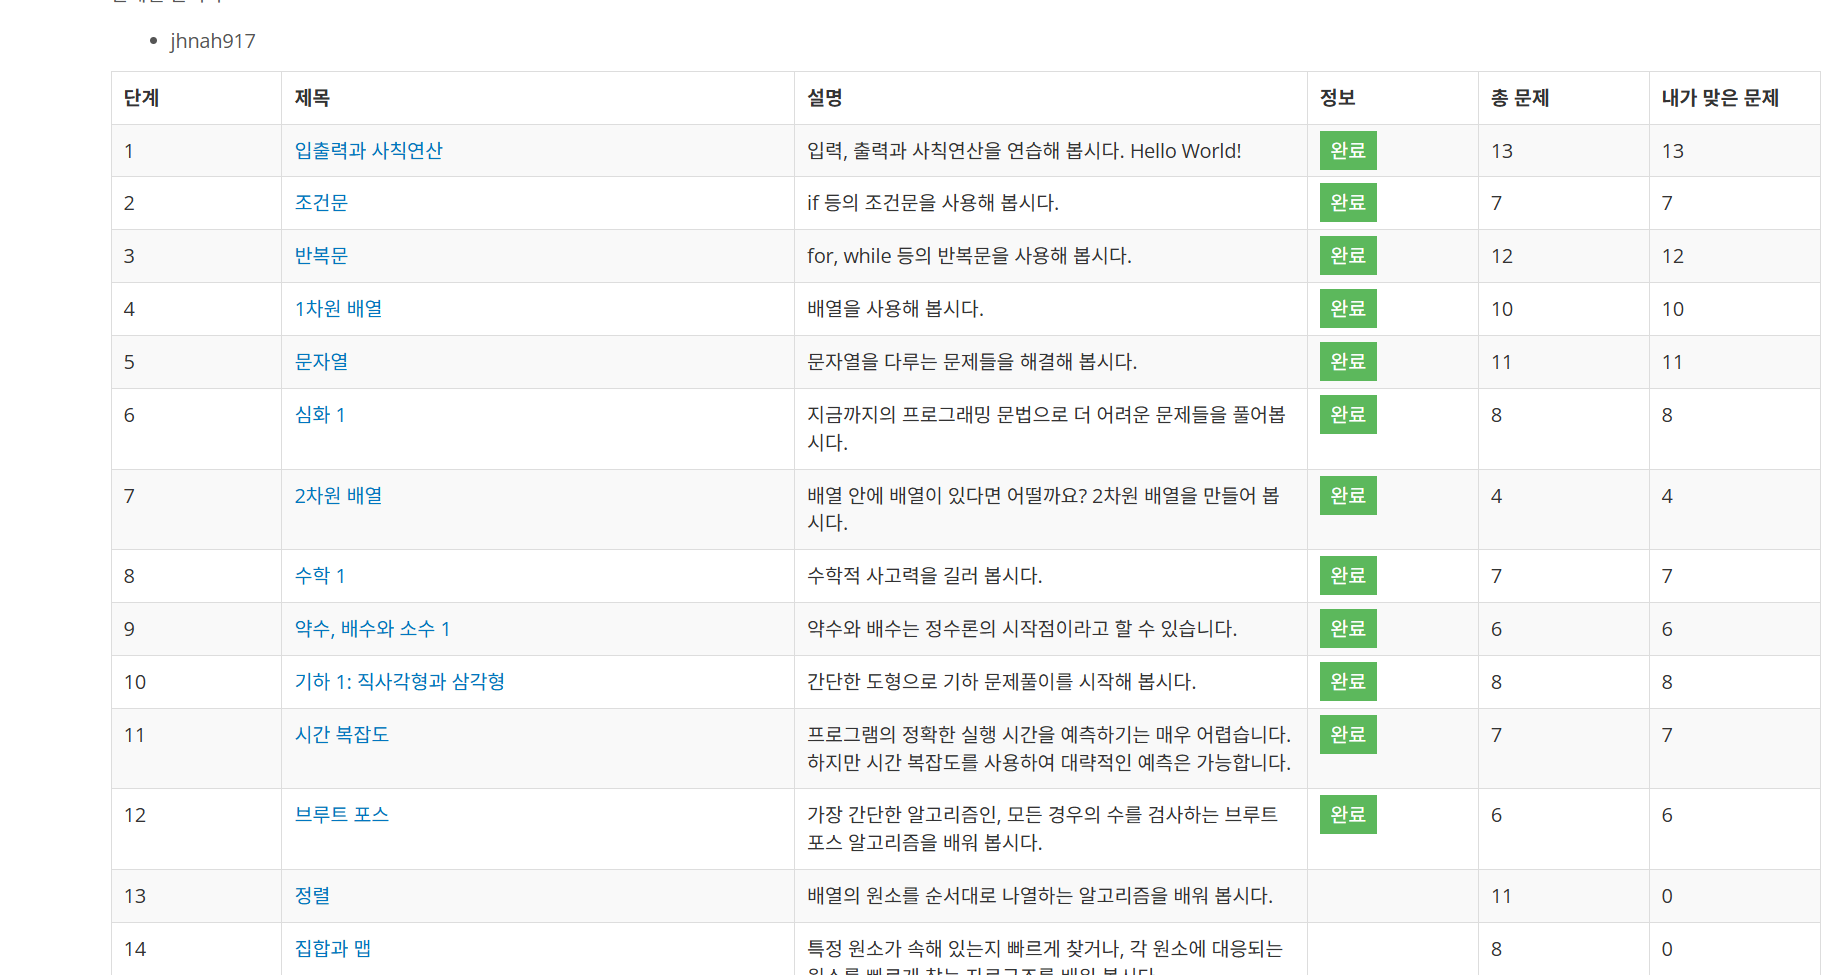 jhnah917
단계 제목 설명 정보 총 문제 내가 맞은 문제
1 입출력과 사칙연산 입력, 출력과 사칙연산을 연습해 봅시다. Hello World! 완료 13 13
2 조건문 if 등의 조건문을 사용해 봅시다. 완료 7 7
3 반복문 for, while 등의 반복문을 사용해 봅시다. 완료 12 12
4 1차원 배열 배열을 사용해 봅시다. 완료 10 10
5 문자열 문자열을 다루는 문제들을 해결해 봅시다. 완료 11 11
6 심화 1 지금까지의 프로그래밍 문법으로 더 어려운 문제들을 풀어봅 완료 8 8
시다.
7 2차원 배열 배열 안에 배열이 있다면 어떨까요? 2차원 배열을 만들어 봅 완료 4 4
시다.
8 수학 1 수학적 사고력을 길러 봅시다. 완료 7 7
9 약수, 배수와 소수 1 약수와 배수는 정수론의 시작점이라고 할 수 있습니다. 완료 6 6
10 기하 1: 직사각형과 삼각형 간단한 도형으로 기하 문제풀이를 시작해 봅시다. 완료 8 8
11 시간 복잡도 프로그램의 정확한 실행 시간을 예측하기는 매우 어렵습니다. 완료 7 7
하지만 시간 복잡도를 사용하여 대략적인 예측은 가능합니다.
12 브루트 포스 가장 간단한 알고리즘인, 모든 경우의 수를 검사하는 브루트 완료 6 6
포스 알고리즘을 배워 봅시다.
13 정렬 배열의 원소를 순서대로 나열하는 알고리즘을 배워 봅시다. 11 0
14 집합과 맵 특정 원소가 속해 있는지 빠르게 찾거나, 각 원소에 대응되는 8 0